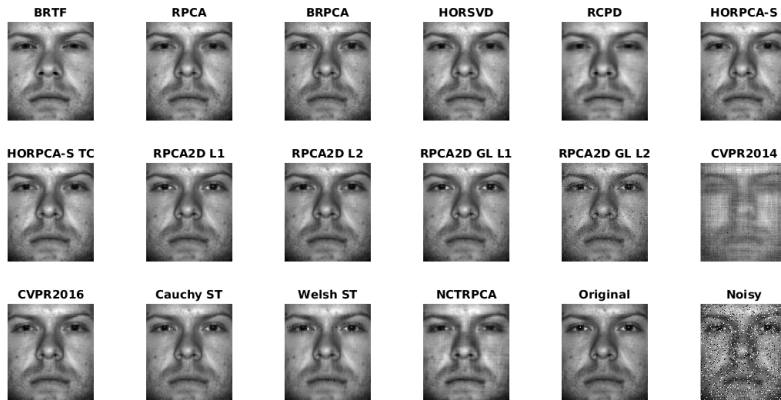 BRTF RPCA BRPCA HORSVD RCPD HORPCA-S
HORPCA-S TC RPCA2D L1 RPCA2D L2 RPCA2D GL L1 RPCA2D GL L2 CVPR2014
CVPR2016 Cauchy ST Welsh ST NCTRPCA Original Noisy